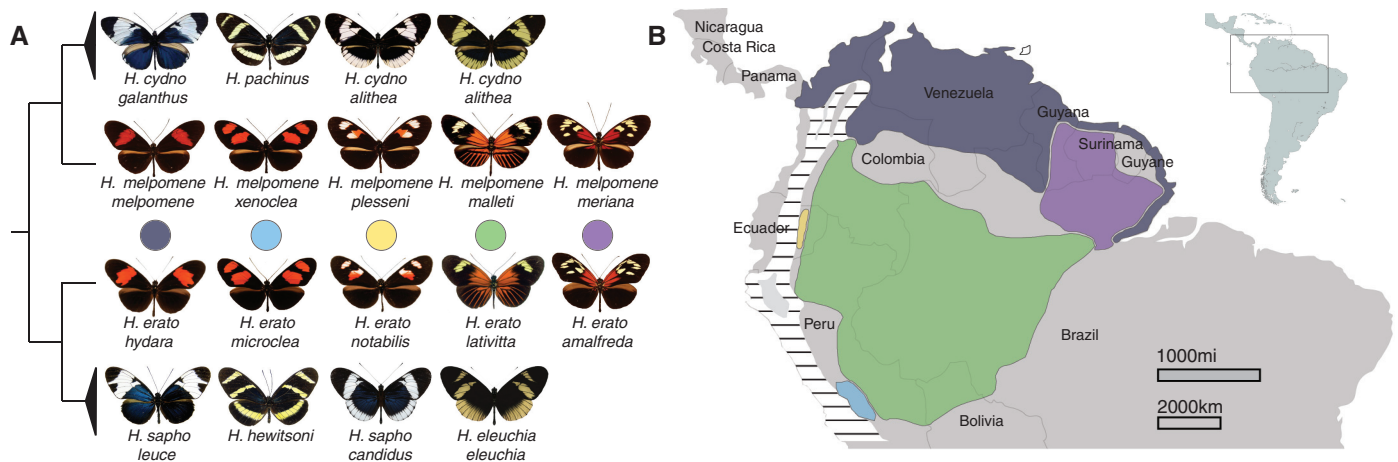 A
H. cydno
galanthus
H. pachinus
H. cydno
alithea
H. cydno
alithea
H. melpomene
melpomene
H. melpomene
xenoclea
H. melpomene
plesseni
H. melpomene
malleti
H. melpomene
meriana
H. erato
hydara
H. erato
microclea
H. erato
notabilis
H. erato
lativitta
H. erato
amalfreda
H. sapho
leuce
H. hewitsoni
H. sapho
candidus
H. eleuchia
eleuchia
B
Nicaragua
Costa Rica
Panama
Venezuela
Guyana
Surinama
Guyane
Colombia
Ecuador
Peru
Brazil
Bolivia
1000mi
2000km